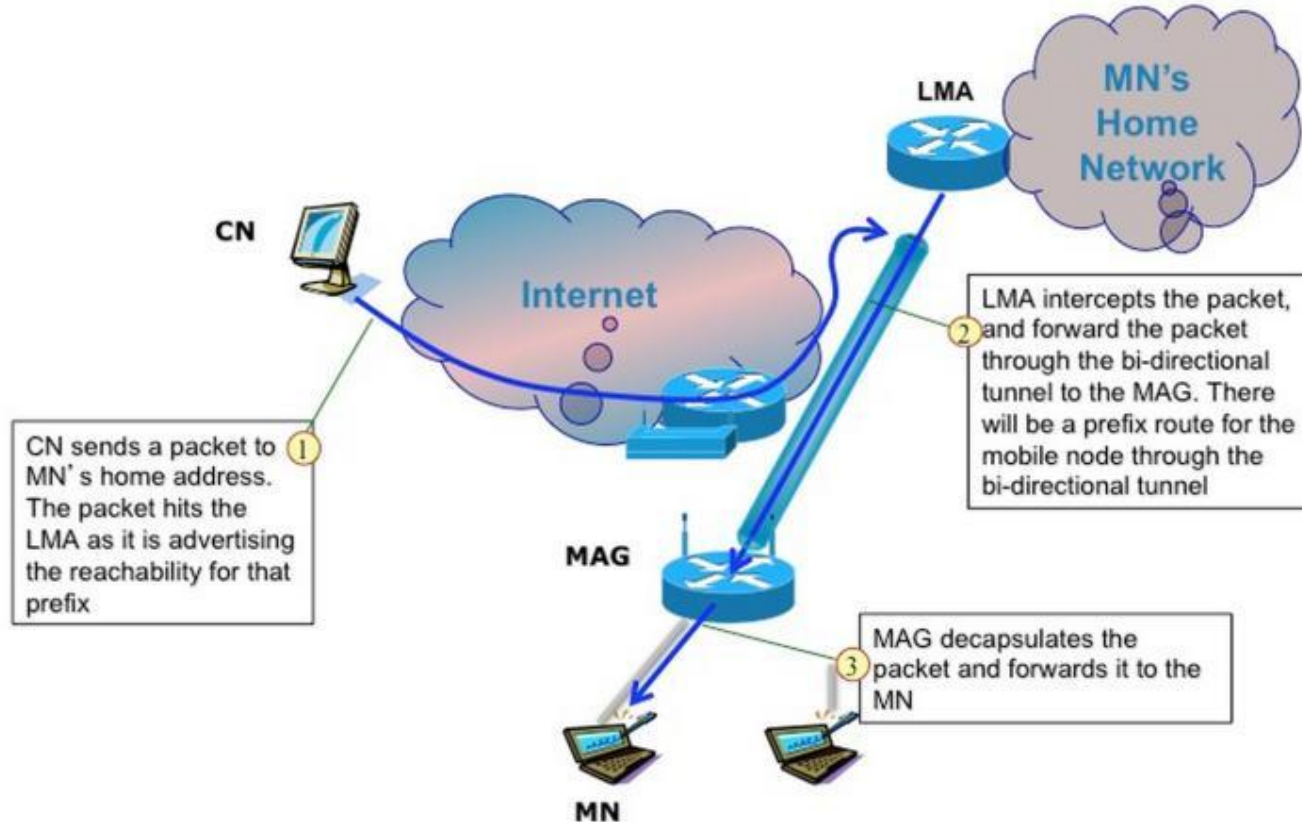 MN's
Home
Network
LMA
CN
Internet
2
LMA intercepts the packet,
and forward the packet
through the bi-directional
tunnel to the MAG. There
will be a prefix route for the
mobile node through the
bi-directional tunnel
1
CN sends a packet to
MN's home address.
The packet hits the
LMA as it is advertising
the reachability for that
prefix
MAG
3
MAG decapsulates the
packet and forwards it to the
MN
MN